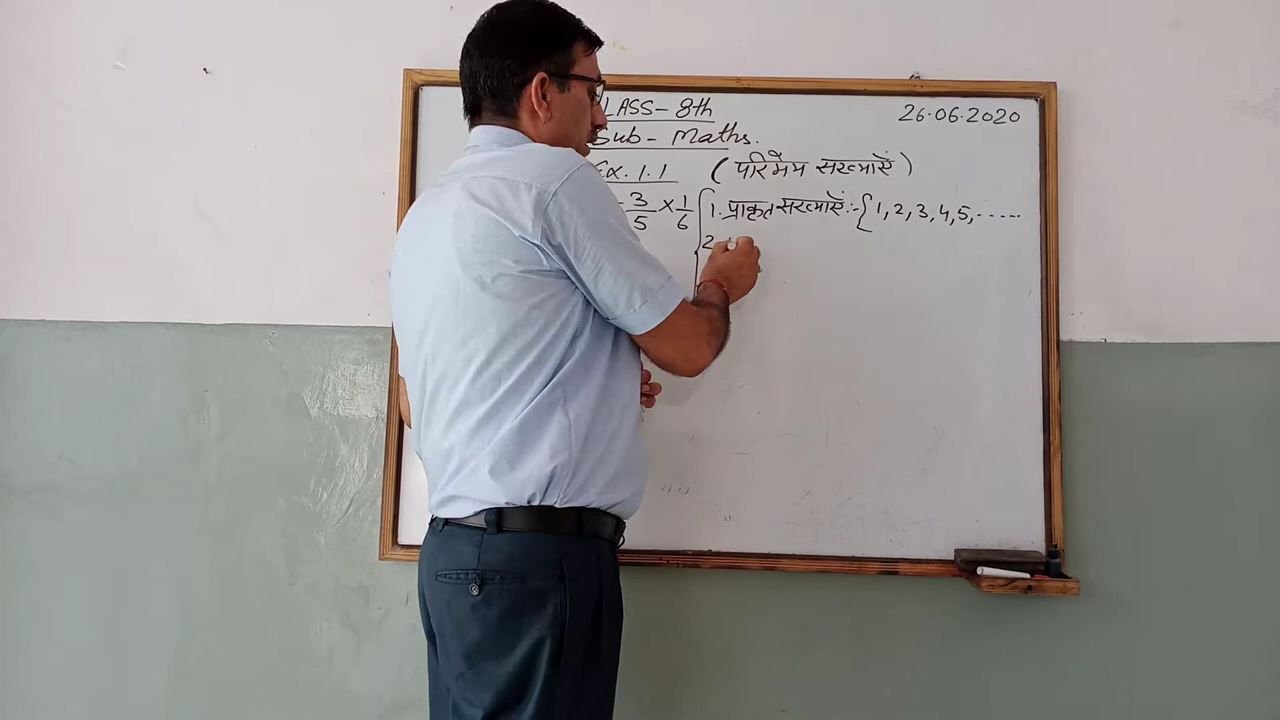 LASS-8th
26.06.2020
Sub- Maths.
Ex. 1.1 (परिमेय संख्याएँ)
- 3/5 × 1/6
1. प्राकृत संख्याएँ :- {1, 2, 3, 4, 5, -----
2